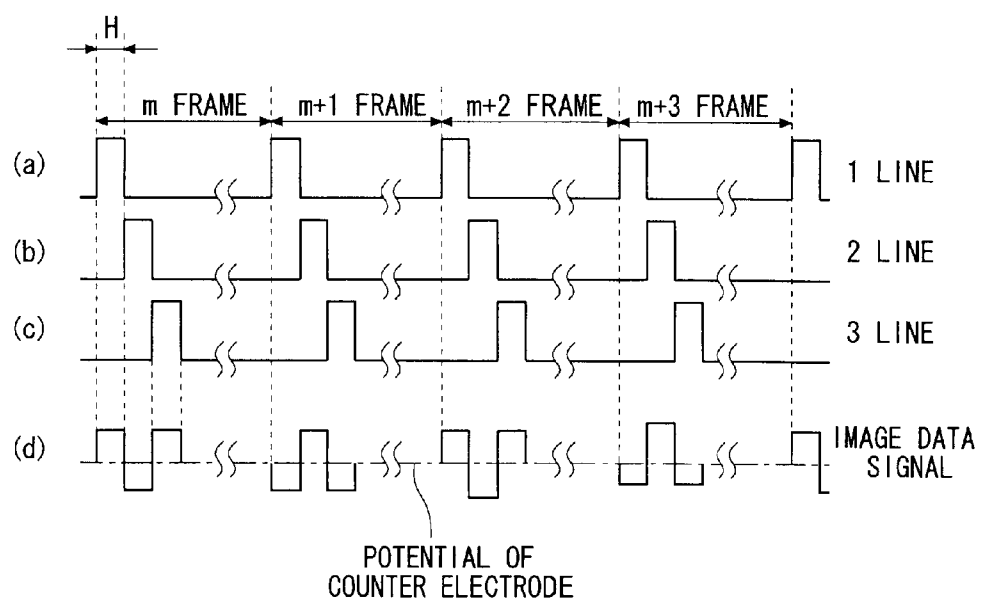 H
m FRAME m+1 FRAME m+2 FRAME m+3 FRAME
(a) 1 LINE
(b) 2 LINE
(c) 3 LINE
(d) IMAGE DATA
SIGNAL
POTENTIAL OF
COUNTER ELECTRODE